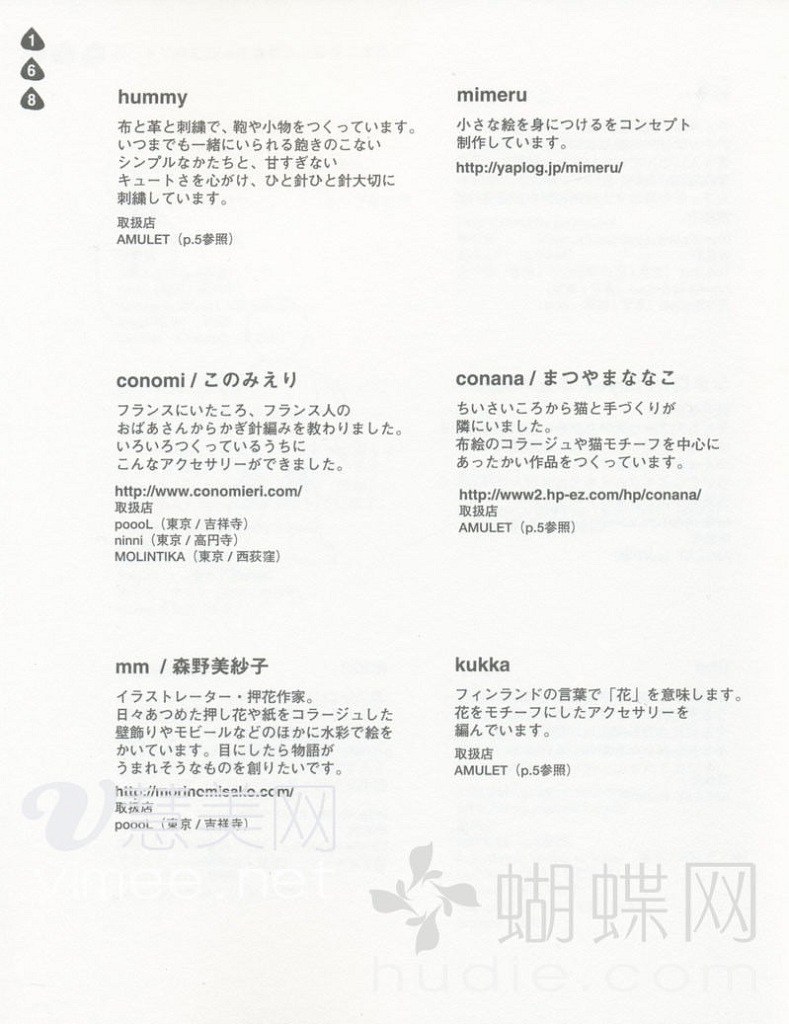 1
6
8
hummy
布と革と刺繍で、鞄や小物をつくっています。
いつまでも一緒にいられる飽きのこない
シンプルなかたちと、甘すぎない
キュートさを心がけ、ひと針ひと針大切に
刺繍しています。
取扱店
AMULET（p.5参照）
mimeru
小さな絵を身につけるをコンセプト
制作しています。
http://yaplog.jp/mimeru/
conomi / このみえり
フランスにいたころ、フランス人の
おばあさんからかぎ針編みを教わりました。
いろいろつくっているうちに
こんなアクセサリーができました。
http://www.conomieri.com/
取扱店
poooL（東京 / 吉祥寺）
ninni（東京 / 高円寺）
MOLINTIKA（東京 / 西荻窪）
conana / まつやまななこ
ちいさいころから猫と手づくりが
隣にいました。
布絵のコラージュや猫モチーフを中心に
あったかい作品をつくっています。
http://www2.hp-ez.com/hp/conana/
取扱店
AMULET（p.5参照）
mm / 森野美紗子
イラストレーター・押花作家。
日々あつめた押し花や紙をコラージュした
壁飾りやモビールなどのほかに水彩で絵を
かいています。目にしたら物語が
うまれそうなものを創りたいです。
http://morinomisako.com/
取扱店
poooL（東京 / 吉祥寺）
kukka
フィンランドの言葉で「花」を意味します。
花をモチーフにしたアクセサリーを
編んでいます。
取扱店
AMULET（p.5参照）
慧美网
vimee.net
蝴蝶网
hudie.com